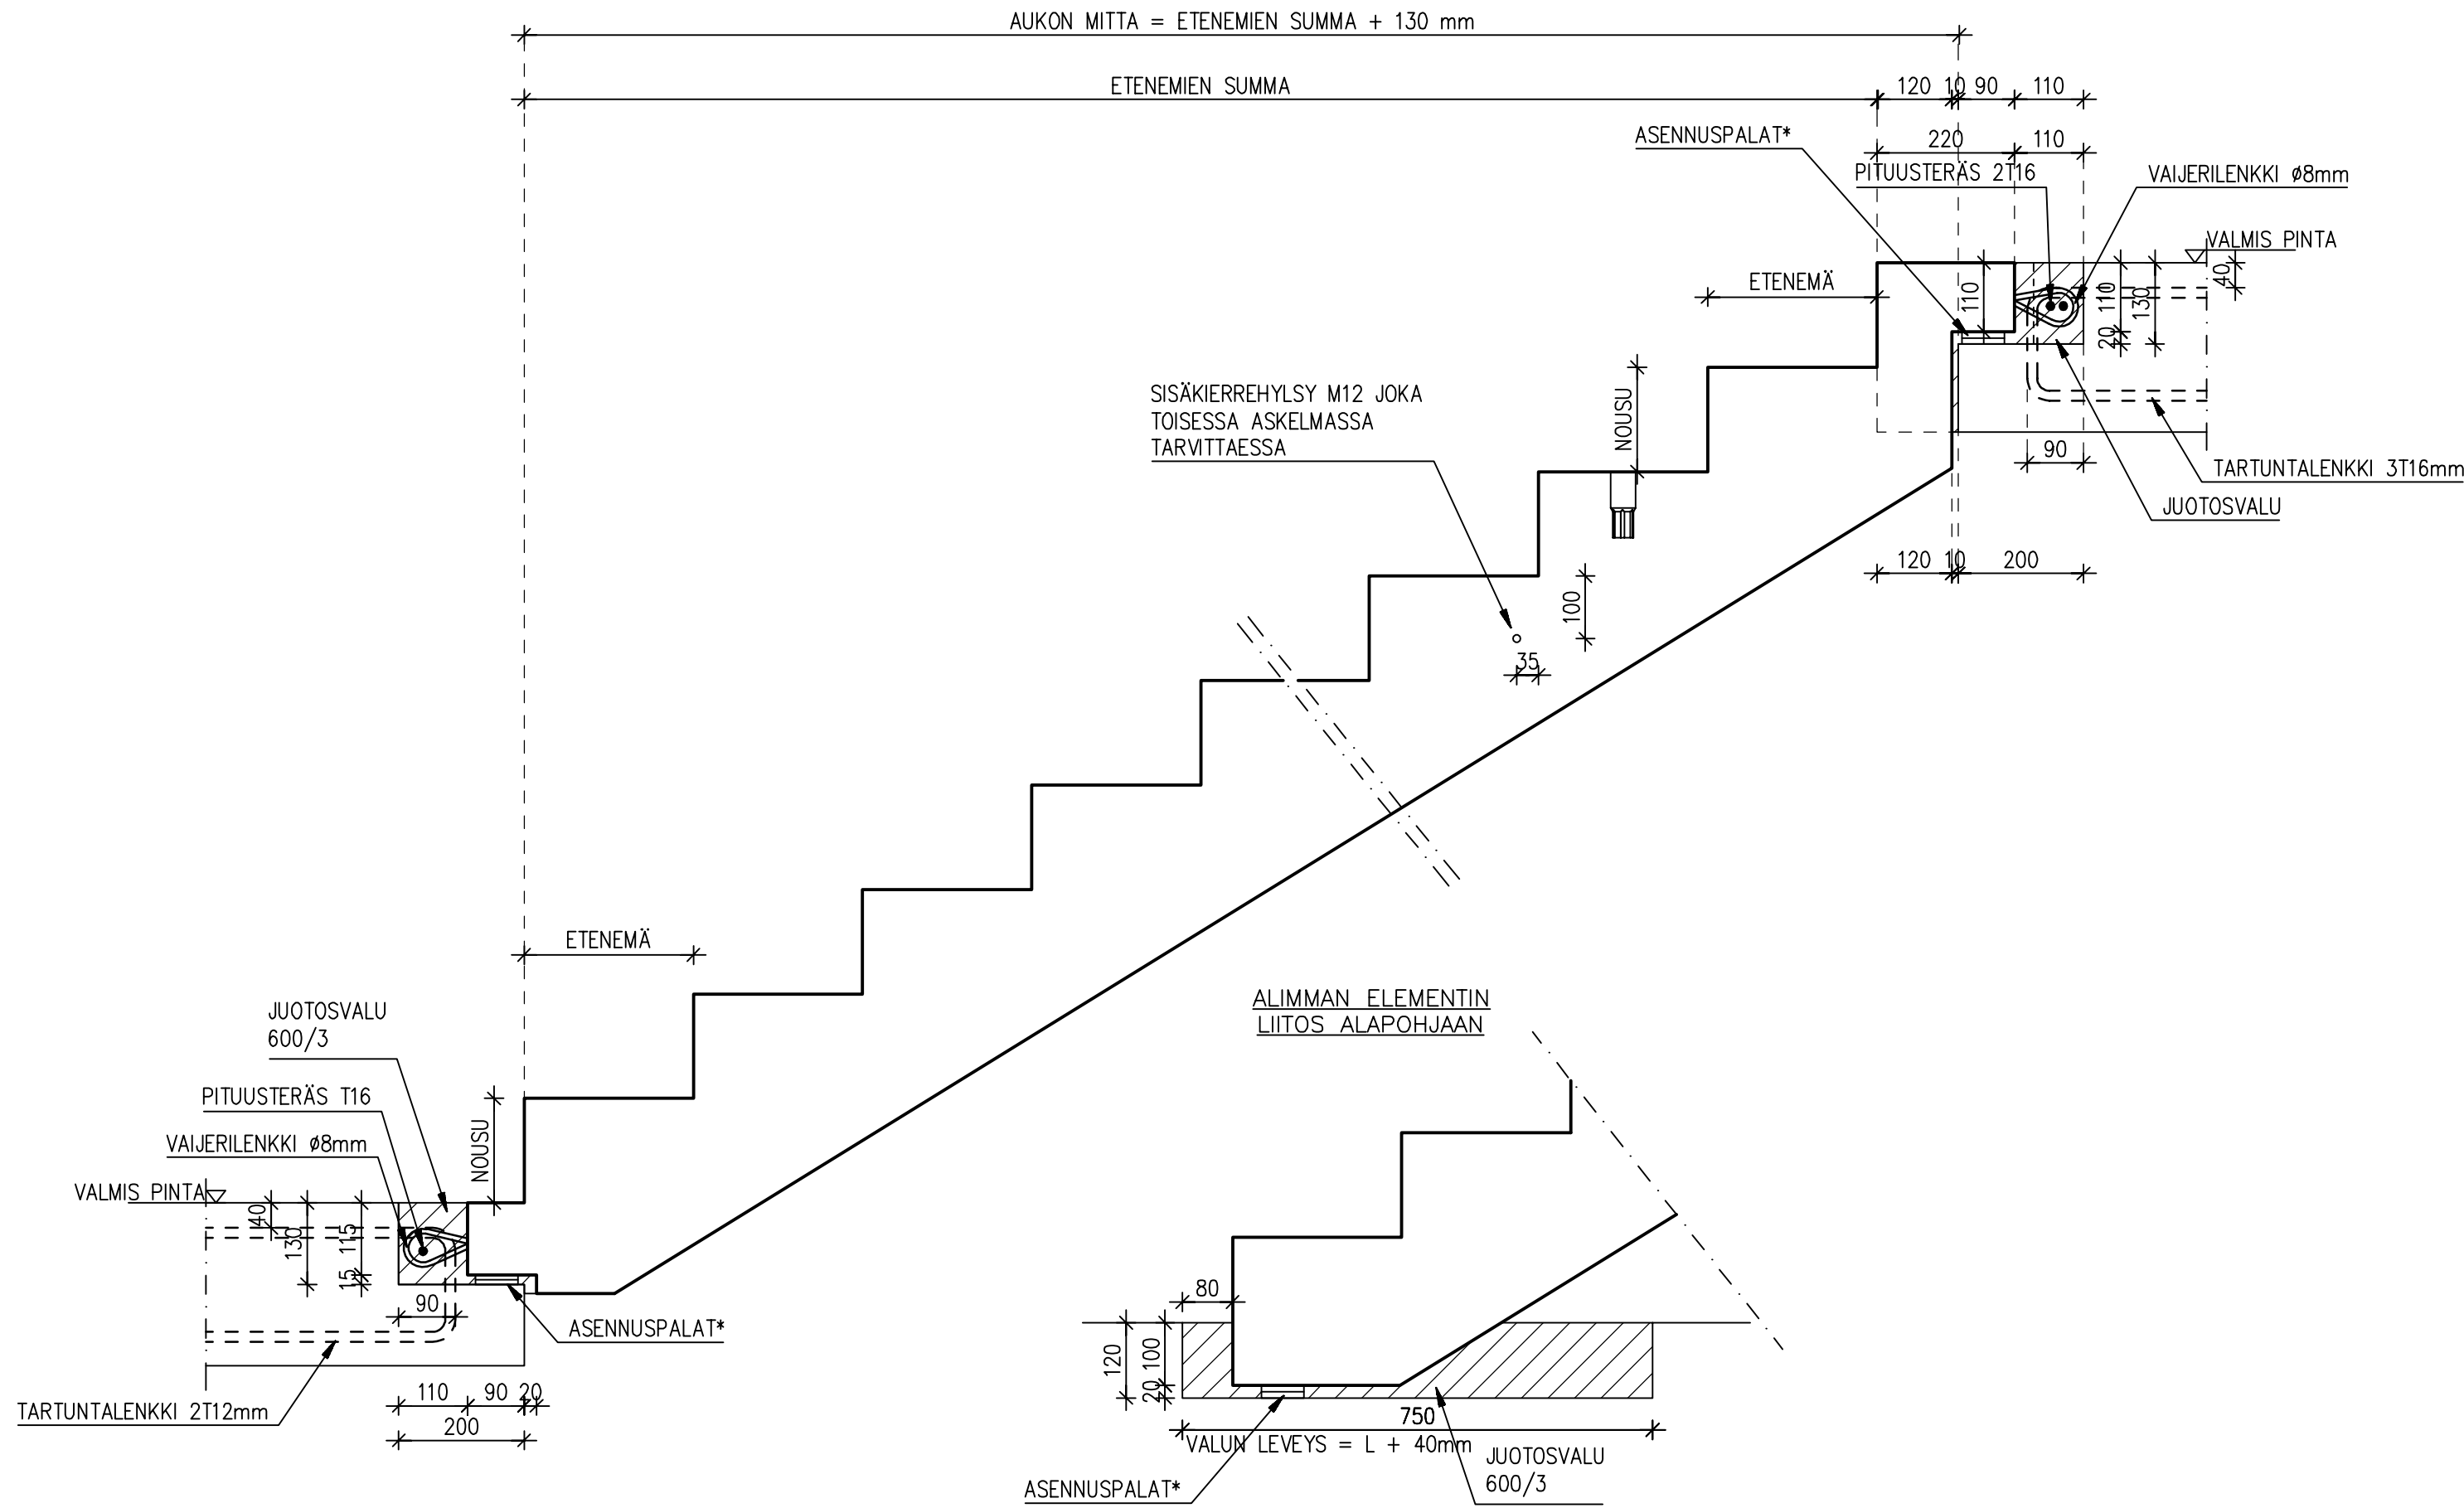 AUKON MITTA = ETENEMIEN SUMMA + 130 mm
ETENEMIEN SUMMA
120 10 90 110
ASENNUSPALAT*
220 110
PITUUSTERÄS 2T16
VAIJERILENKKI ø8mm
VALMIS PINTA
ETENEMÄ
110
110
20
130
40
SISÄKIERREHYLSY M12 JOKA
TOISESSA ASKELMASSA
TARVITTAESSA
NOUSU
90
TARTUNTALENKKI 3T16mm
JUOTOSVALU
120 10 200
100
35
ETENEMÄ
JUOTOSVALU
600/3
PITUUSTERÄS T16
VAIJERILENKKI ø8mm
NOUSU
VALMIS PINTA
40
130
115
15
90
ASENNUSPALAT*
110 90 20
TARTUNTALENKKI 2T12mm
200
ALIMMAN ELEMENTIN
LIITOS ALAPOHJAAN
80
120
100
20
750
VALUN LEVEYS = L + 40mm
JUOTOSVALU
600/3
ASENNUSPALAT*